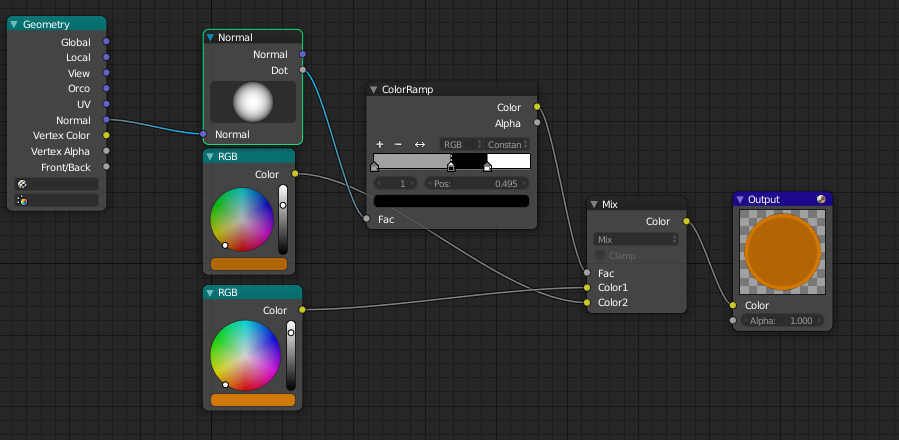 Geometry
Global
Local
View
Orco
UV
Normal
Vertex Color
Vertex Alpha
Front/Back
Normal
Normal
Dot
Normal
RGB
Color
RGB
Color
ColorRamp
Color
Alpha
RGB Constan
1 Pos: 0.495
Fac
Mix
Color
Mix
Clamp
Fac
Color1
Color2
Output
Color
Alpha: 1.000